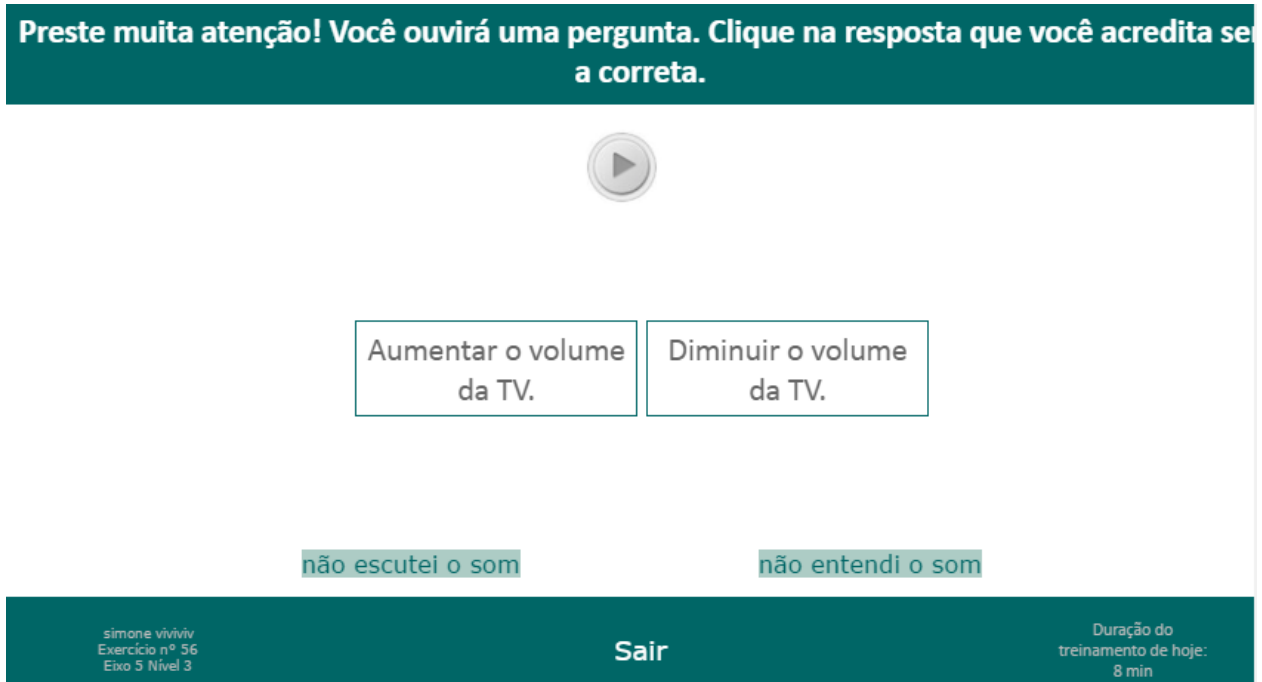 Preste muita atenção! Você ouvirá uma pergunta. Clique na resposta que você acredita ser
a correta.
Aumentar o volume
da TV.
Diminuir o volume
da TV.
não escutei o som
não entendi o som
simone viviviv
Exercício nº 56
Eixo 5 Nível 3
Sair
Duração do
treinamento de hoje:
8 min